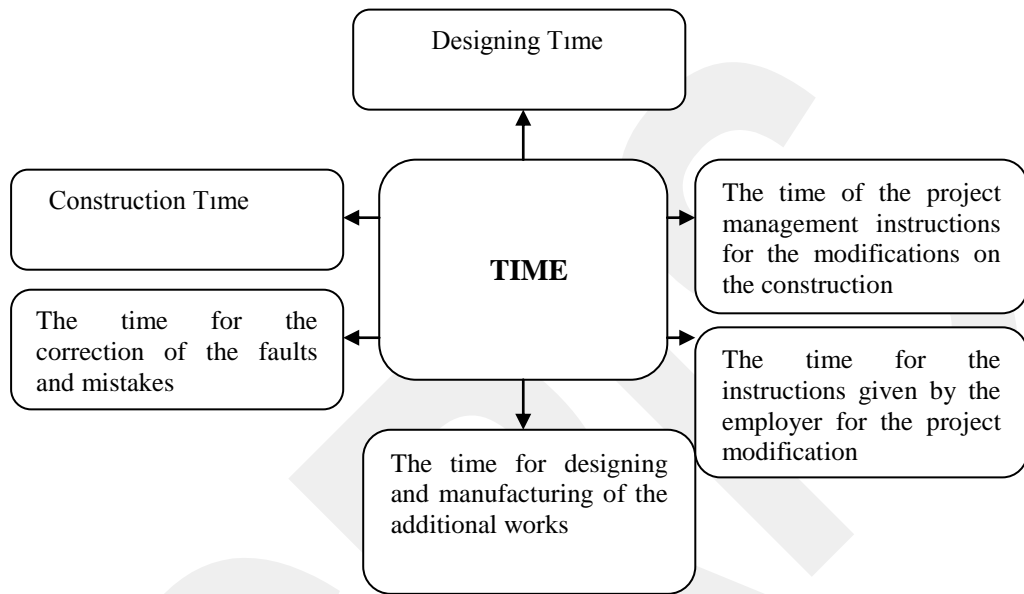 Designing Tıme
Construction Tıme
TIME
The time of the project
management instructions
for the modifications on
the construction
The time for the
correction of the faults
and mistakes
The time for the
instructions given by the
employer for the project
modification
The time for designing
and manufacturing of the
additional works